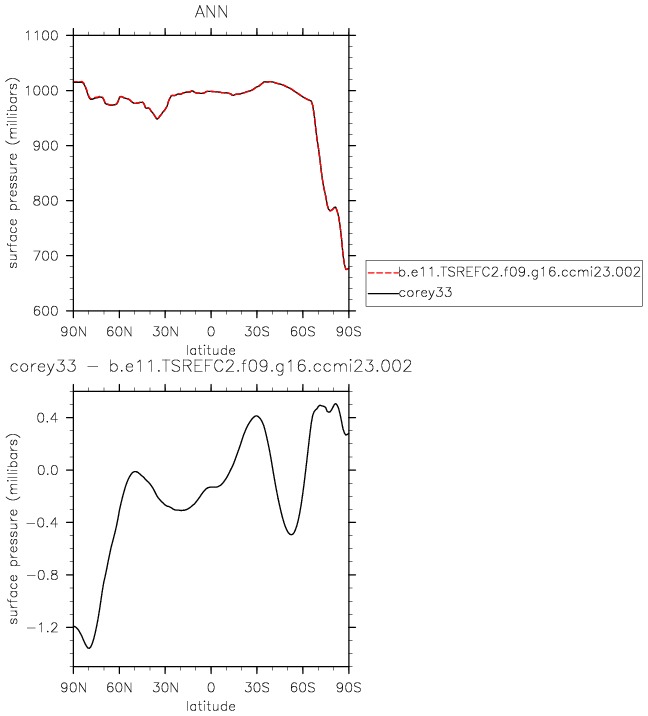 ANN
1100
1000
900
800
700
600
surface pressure (millibars)
90N 60N 30N 0 30S 60S 90S
latitude
b.e11.TSREFC2.f09.g16.ccmi23.002
corey33
corey33 − b.e11.TSREFC2.f09.g16.ccmi23.002
0.4
0.0
−0.4
−0.8
−1.2
surface pressure (millibars)
90N 60N 30N 0 30S 60S 90S
latitude